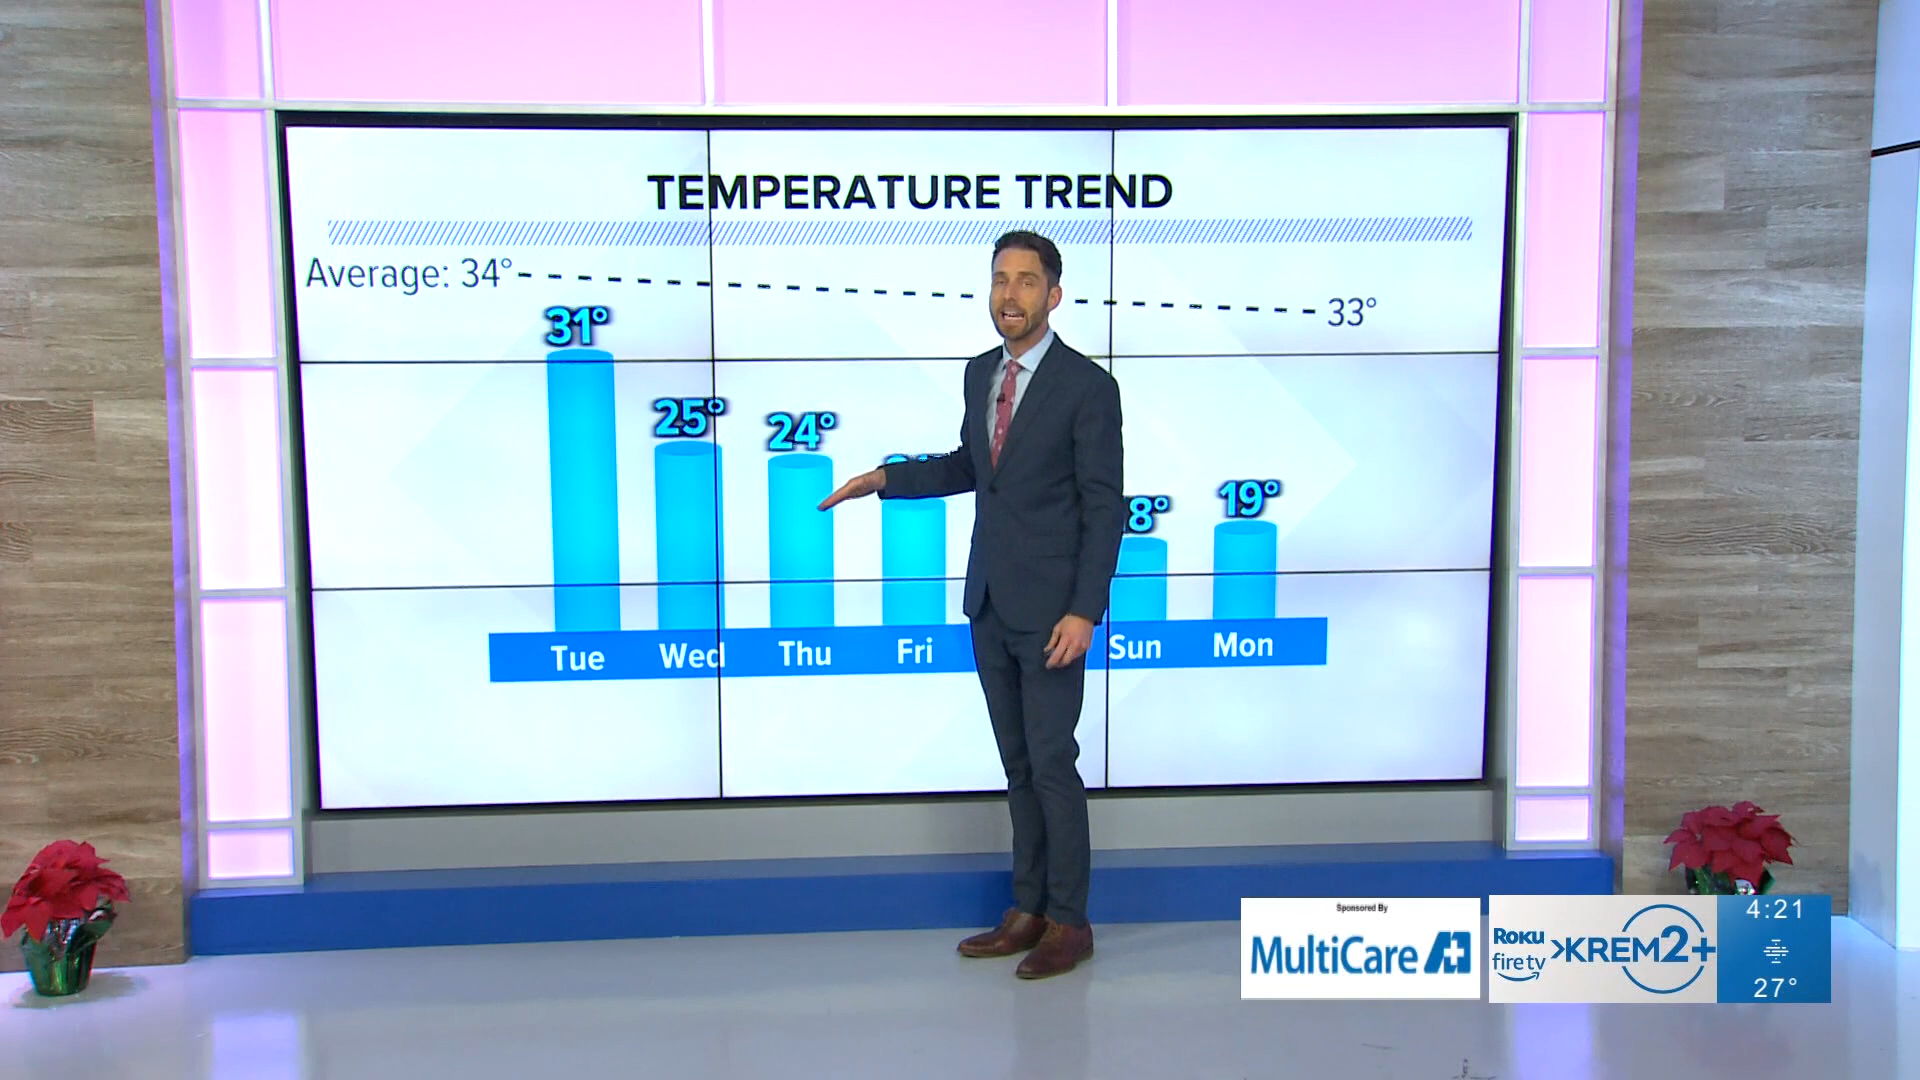 TEMPERATURE TREND
Average: 34°
33°
31°
25°
24°
8°
19°
Tue Wed Thu Fri Sun Mon
Sponsored By
MultiCare
Roku
fire tv
KREM2+
4:21
27°